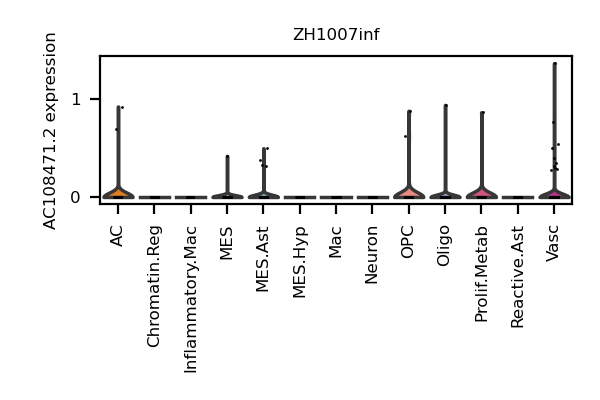 ZH1007inf
AC108471.2 expression
1
0
AC
Chromatin.Reg
Inflammatory.Mac
MES
MES.Ast
MES.Hyp
Mac
Neuron
OPC
Oligo
Prolif.Metab
Reactive.Ast
Vasc